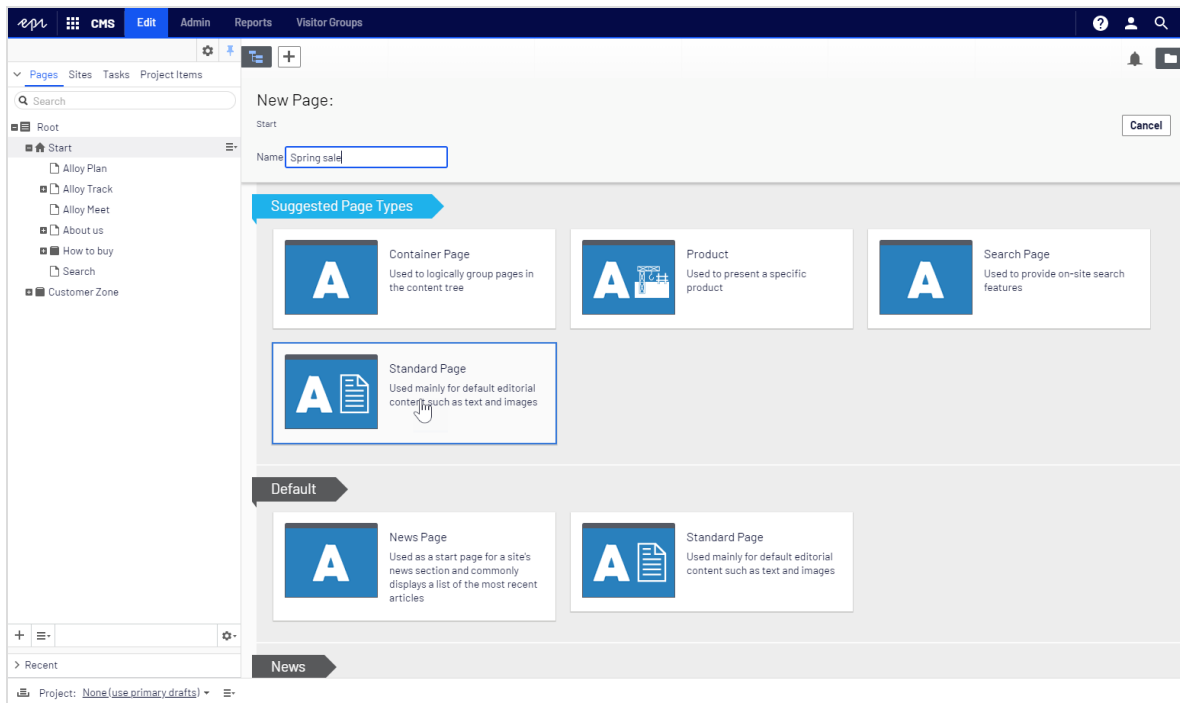 epi CMS Edit Admin Reports Visitor Groups
Pages Sites Tasks Project Items
Search
Root
Start
Alloy Plan
Alloy Track
Alloy Meet
About us
How to buy
Search
Customer Zone
Recent
Project: None (use primary drafts)
New Page:
Start
Cancel
Name Spring sale
Suggested Page Types
A
Container Page
Used to logically group pages in
the content tree
A
Product
Used to present a specific
product
A
Search Page
Used to provide on-site search
features
A
Standard Page
Used mainly for default editorial
content such as text and images
Default
A
News Page
Used as a start page for a site's
news section and commonly
displays a list of the most recent
articles
A
Standard Page
Used mainly for default editorial
content such as text and images
News